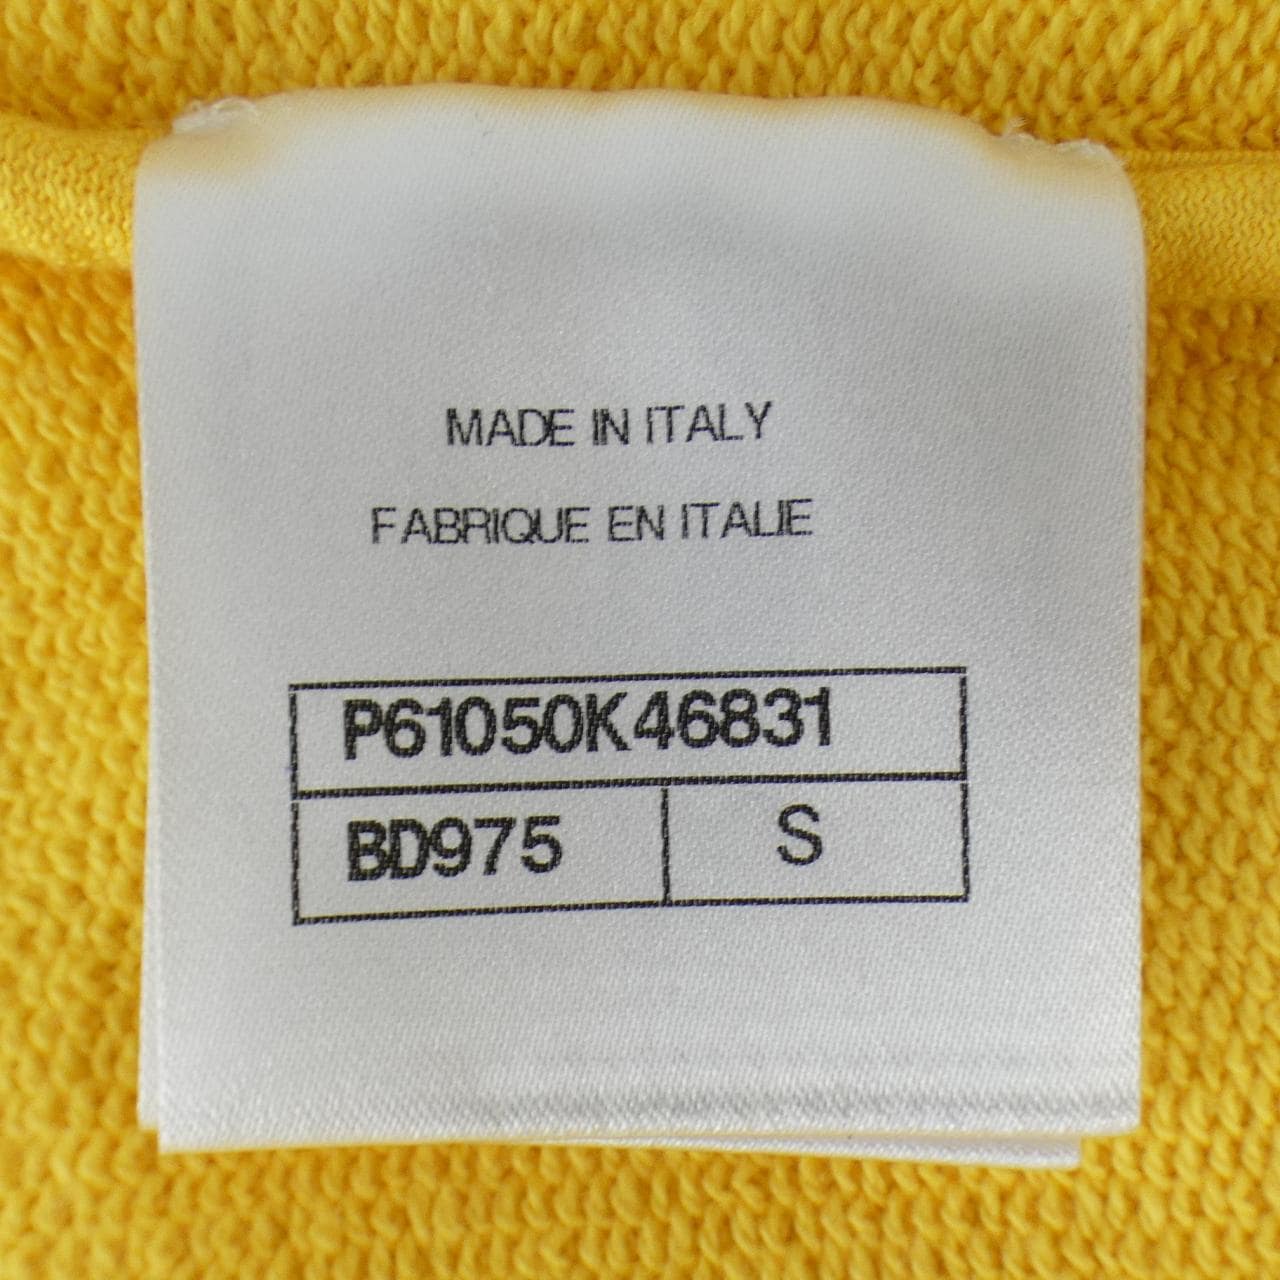 MADE IN ITALY
FABRIQUE EN ITALIE
P61050K46831
BD975 S